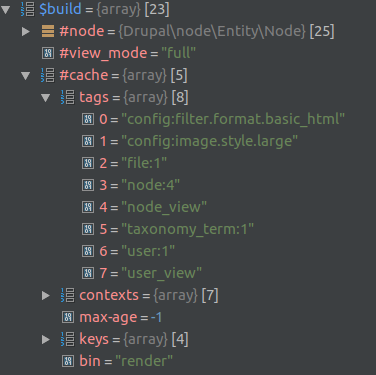 $build = {array} [23]
#node = {Drupal\node\Entity\Node} [25]
#view_mode = "full"
#cache = {array} [5]
tags = {array} [8]
0 = "config:filter.format.basic_html"
1 = "config:image.style.large"
2 = "file:1"
3 = "node:4"
4 = "node_view"
5 = "taxonomy_term:1"
6 = "user:1"
7 = "user_view"
contexts = {array} [7]
max-age = -1
keys = {array} [4]
bin = "render"